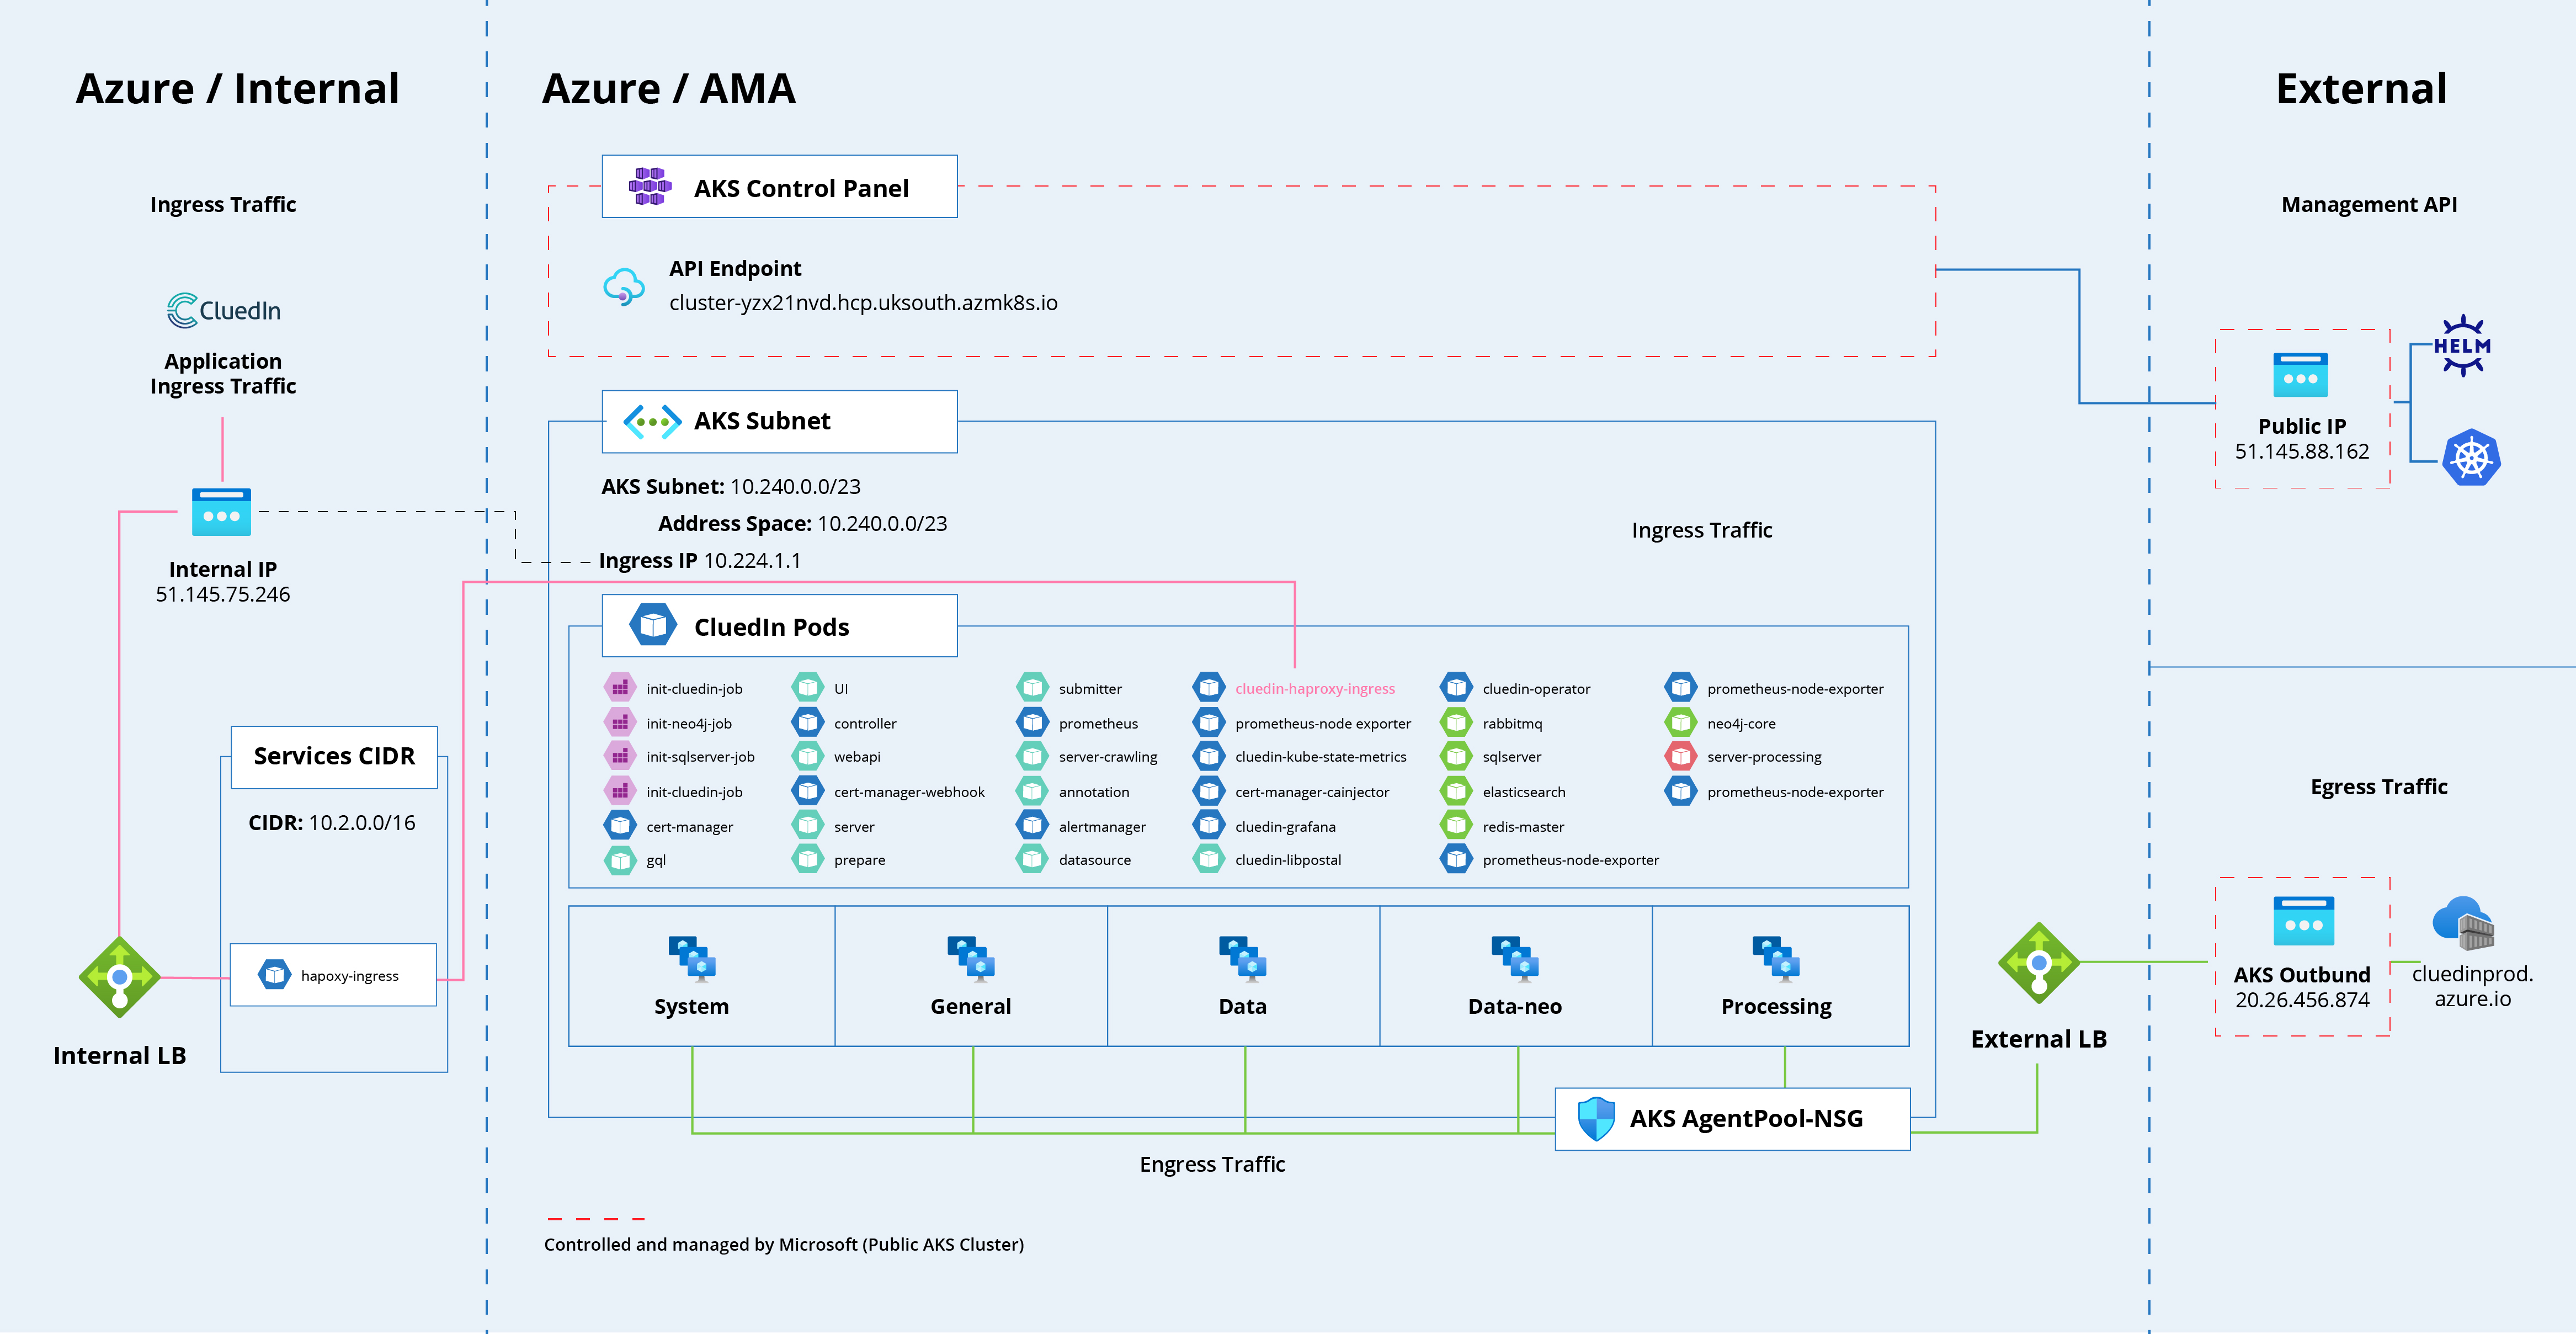 Azure / Internal
Ingress Traffic
CluedIn
Application
Ingress Traffic
Internal IP
51.145.75.246
Services CIDR
CIDR: 10.2.0.0/16
hapoxy-ingress
Internal LB
Azure / AMA
AKS Control Panel
API Endpoint
cluster-yzx21nvd.hcp.uksouth.azmk8s.io
AKS Subnet
AKS Subnet: 10.240.0.0/23
Address Space: 10.240.0.0/23
Ingress IP 10.224.1.1
Ingress Traffic
CluedIn Pods
init-cluedin-job
init-neo4j-job
init-sqlserver-job
init-cluedin-job
cert-manager
gql
UI
controller
webapi
cert-manager-webhook
server
prepare
submitter
prometheus
server-crawling
annotation
alertmanager
datasource
cluedin-haproxy-ingress
prometheus-node exporter
cluedin-kube-state-metrics
cert-manager-cainjector
cluedin-grafana
cluedin-libpostal
cluedin-operator
rabbitmq
sqlserver
elasticsearch
redis-master
prometheus-node-exporter
prometheus-node-exporter
neo4j-core
server-processing
prometheus-node-exporter
System
General
Data
Data-neo
Processing
AKS AgentPool-NSG
Engress Traffic
External LB
Controlled and managed by Microsoft (Public AKS Cluster)
External
Management API
Public IP
51.145.88.162
HELM
Egress Traffic
AKS Outbund
20.26.456.874
cluedinprod.
azure.io